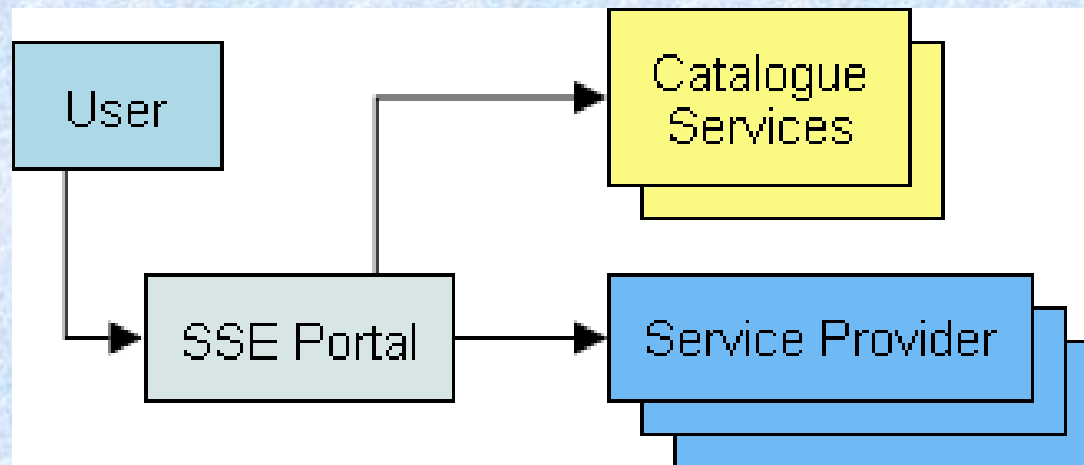 User
Catalogue
Services
SSE Portal
Service Provider